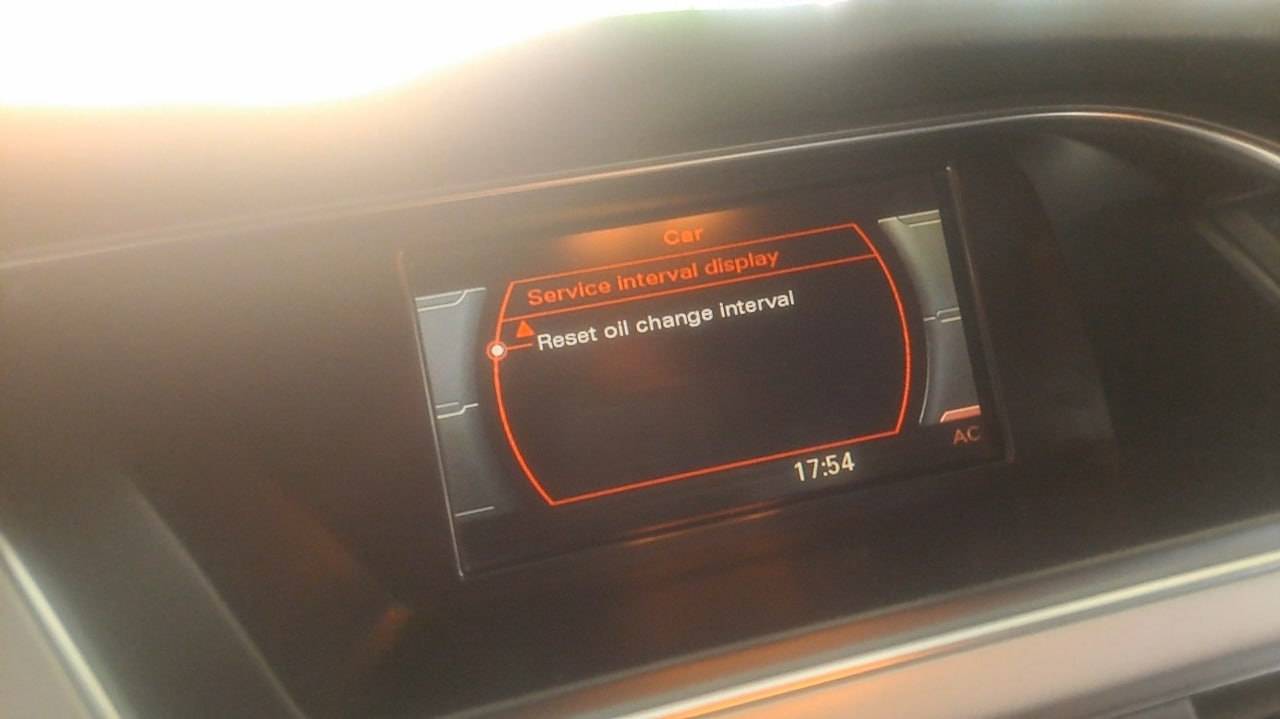 Car
Service interval display
Reset oil change interval
17:54
AC